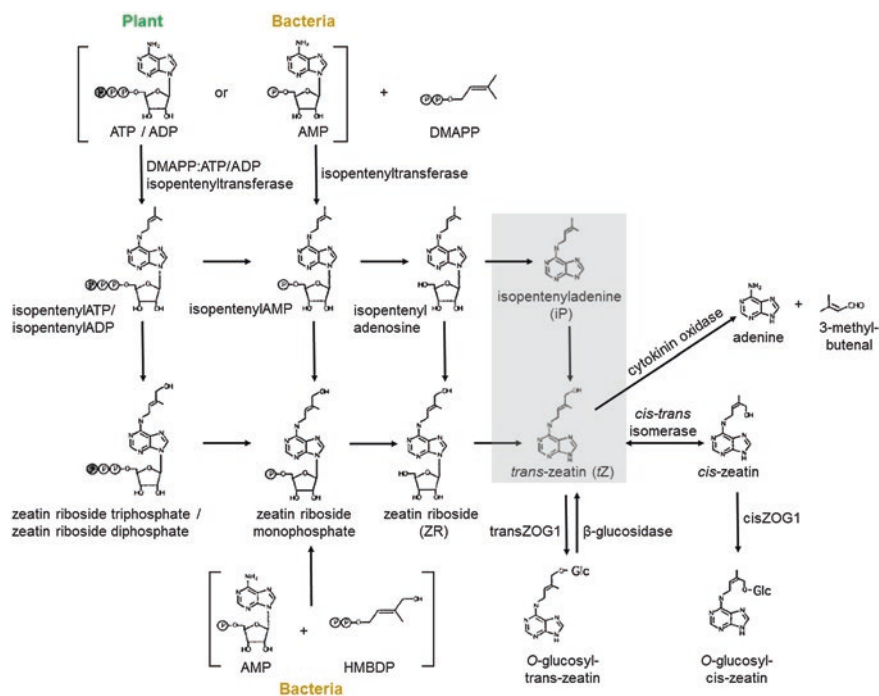 Plant
Bacteria
or
+
ATP / ADP
AMP
DMAPP
DMAPP:ATP/ADP
isopentenyltransferase
isopentenyltransferase
isopentenylATP/
isopentenylADP
isopentenylAMP
isopentenyl
adenosine
isopentenyladenine
(iP)
cytokinin oxidase
adenine
+
3-methyl-
butenal
cis-trans
isomerase
zeatin riboside triphosphate /
zeatin riboside diphosphate
zeatin riboside
monophosphate
zeatin riboside
(ZR)
trans-zeatin (tZ)
cis-zeatin
transZOG1
β-glucosidase
cisZOG1
AMP
+
HMBDP
Bacteria
O-glucosyl-
trans-zeatin
O-glucosyl-
cis-zeatin